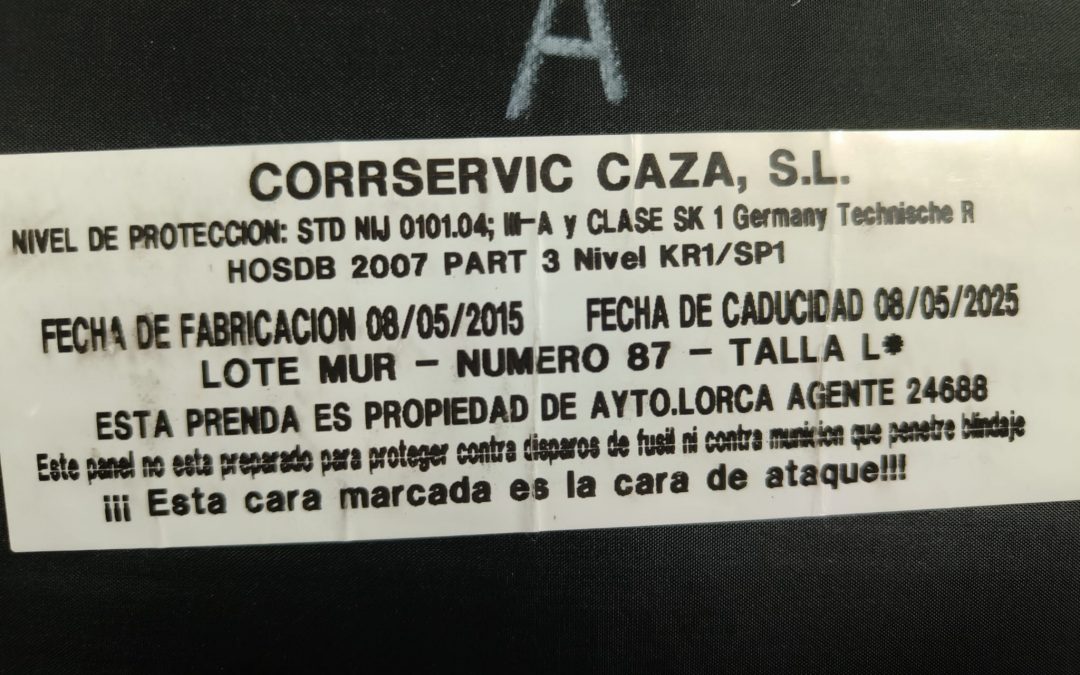 A
CORRSERVIC CAZA, S.L.
NIVEL DE PROTECCION: STD NIJ 0101.04; III-A y CLASE SK 1 Germany Technische R
HOSDB 2007 PART 3 Nivel KR1/SP1
FECHA DE FABRICACION 08/05/2015 FECHA DE CADUCIDAD 08/05/2025
LOTE MUR - NUMERO 87 - TALLA L*
ESTA PRENDA ES PROPIEDAD DE AYTO.LORCA AGENTE 24688
Este panel no esta preparado para proteger contra disparos de fusil ni contra municion que penetre blindaje
¡¡¡ Esta cara marcada es la cara de ataque!!!